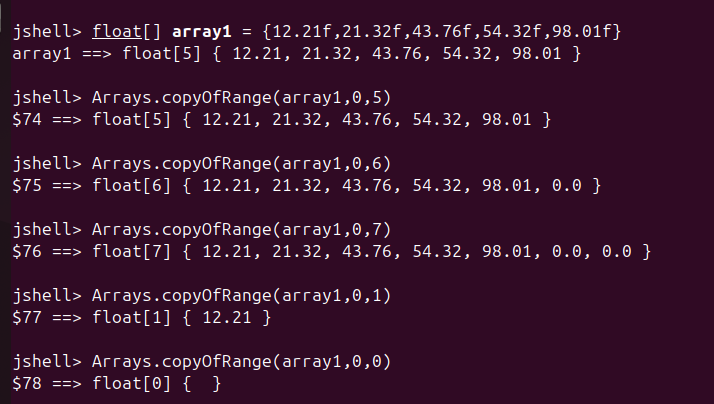 jshell> float[] array1 = {12.21f,21.32f,43.76f,54.32f,98.01f}
array1 ==> float[5] { 12.21, 21.32, 43.76, 54.32, 98.01 }
jshell> Arrays.copyOfRange(array1,0,5)
$74 ==> float[5] { 12.21, 21.32, 43.76, 54.32, 98.01 }
jshell> Arrays.copyOfRange(array1,0,6)
$75 ==> float[6] { 12.21, 21.32, 43.76, 54.32, 98.01, 0.0 }
jshell> Arrays.copyOfRange(array1,0,7)
$76 ==> float[7] { 12.21, 21.32, 43.76, 54.32, 98.01, 0.0, 0.0 }
jshell> Arrays.copyOfRange(array1,0,1)
$77 ==> float[1] { 12.21 }
jshell> Arrays.copyOfRange(array1,0,0)
$78 ==> float[0] {  }